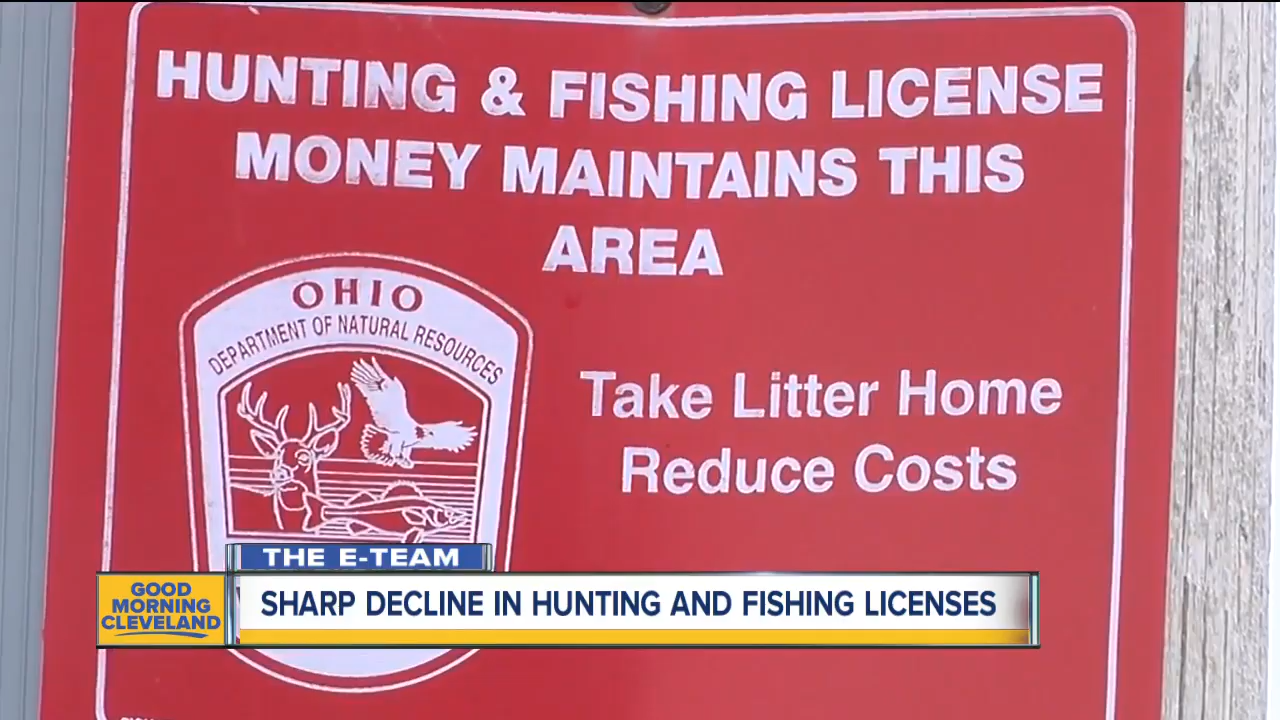 HUNTING & FISHING LICENSE
MONEY MAINTAINS THIS
AREA
OHIO
DEPARTMENT OF NATURAL RESOURCES
Take Litter Home
Reduce Costs
THE E-TEAM
GOOD
MORNING
CLEVELAND
SHARP DECLINE IN HUNTING AND FISHING LICENSES